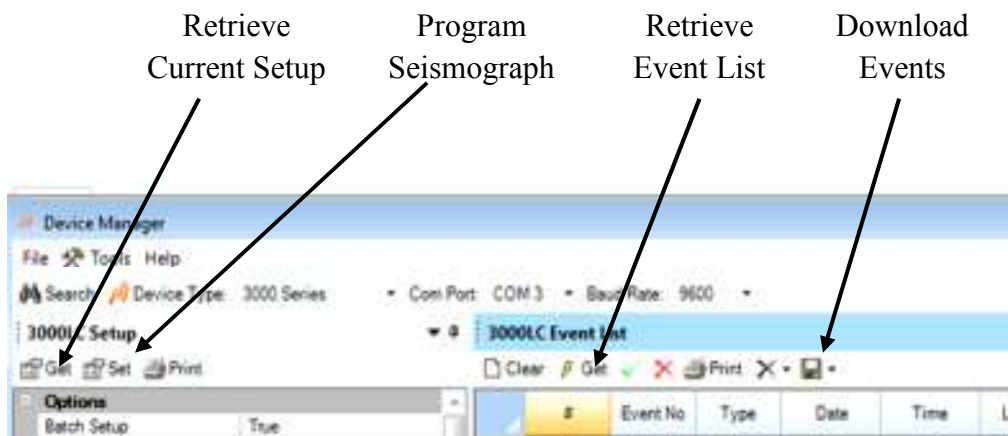 Retrieve Program Retrieve Download
Current Setup Seismograph Event List Events
Device Manager
File Tools Help
Search Device Type: 3000 Series Com Port: COM 3 Baud Rate: 9600
3000LC Setup 3000LC Event List
Get Set Print Clear Get Print
Options
# Event No Type Date Time L
Batch Setup True